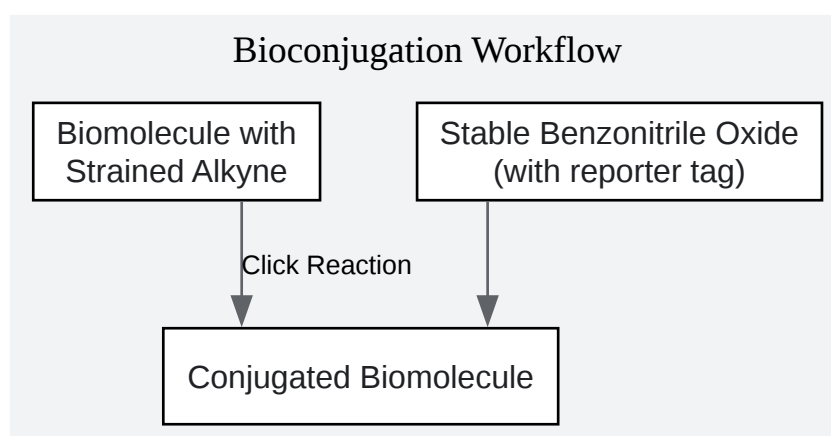 Bioconjugation Workflow
Biomolecule with
Strained Alkyne
Stable Benzonitrile Oxide
(with reporter tag)
Click Reaction
Conjugated Biomolecule